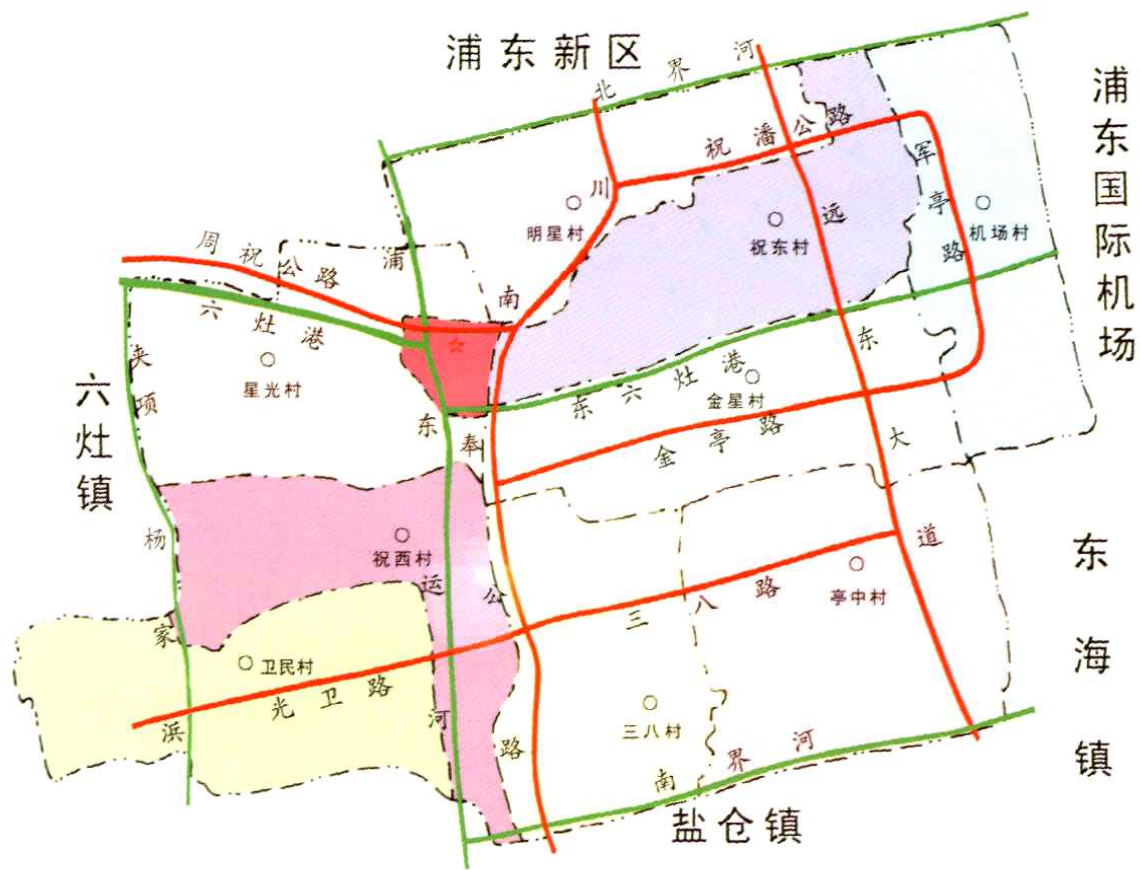 浦东新区
北界河
浦东国际机场
祝潘公路
军亭路
川南奉公路
明星村
祝东村
机场村
远东大道
周祝公路
浦东运河
六灶港
星光村
夹项杨家浜
六灶镇
东六灶港
金星村
金亭路
祝西村
东海镇
三八路
亭中村
卫民村
光卫路
三八村
南界河
盐仓镇